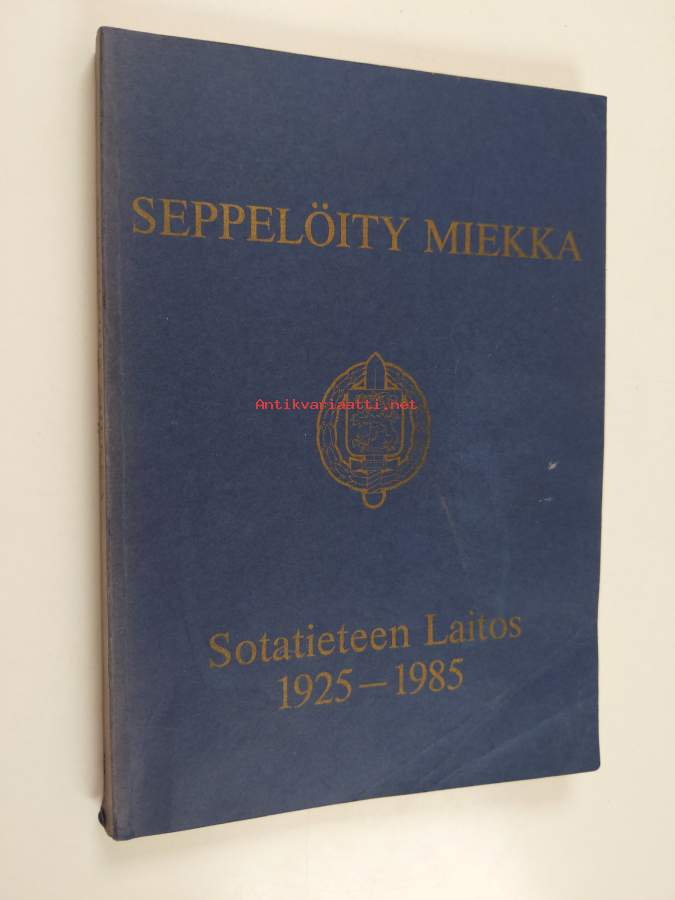 SEPPELÖITY MIEKKA
Antikvariaatti.net
Sotatieteen Laitos
1925–1985